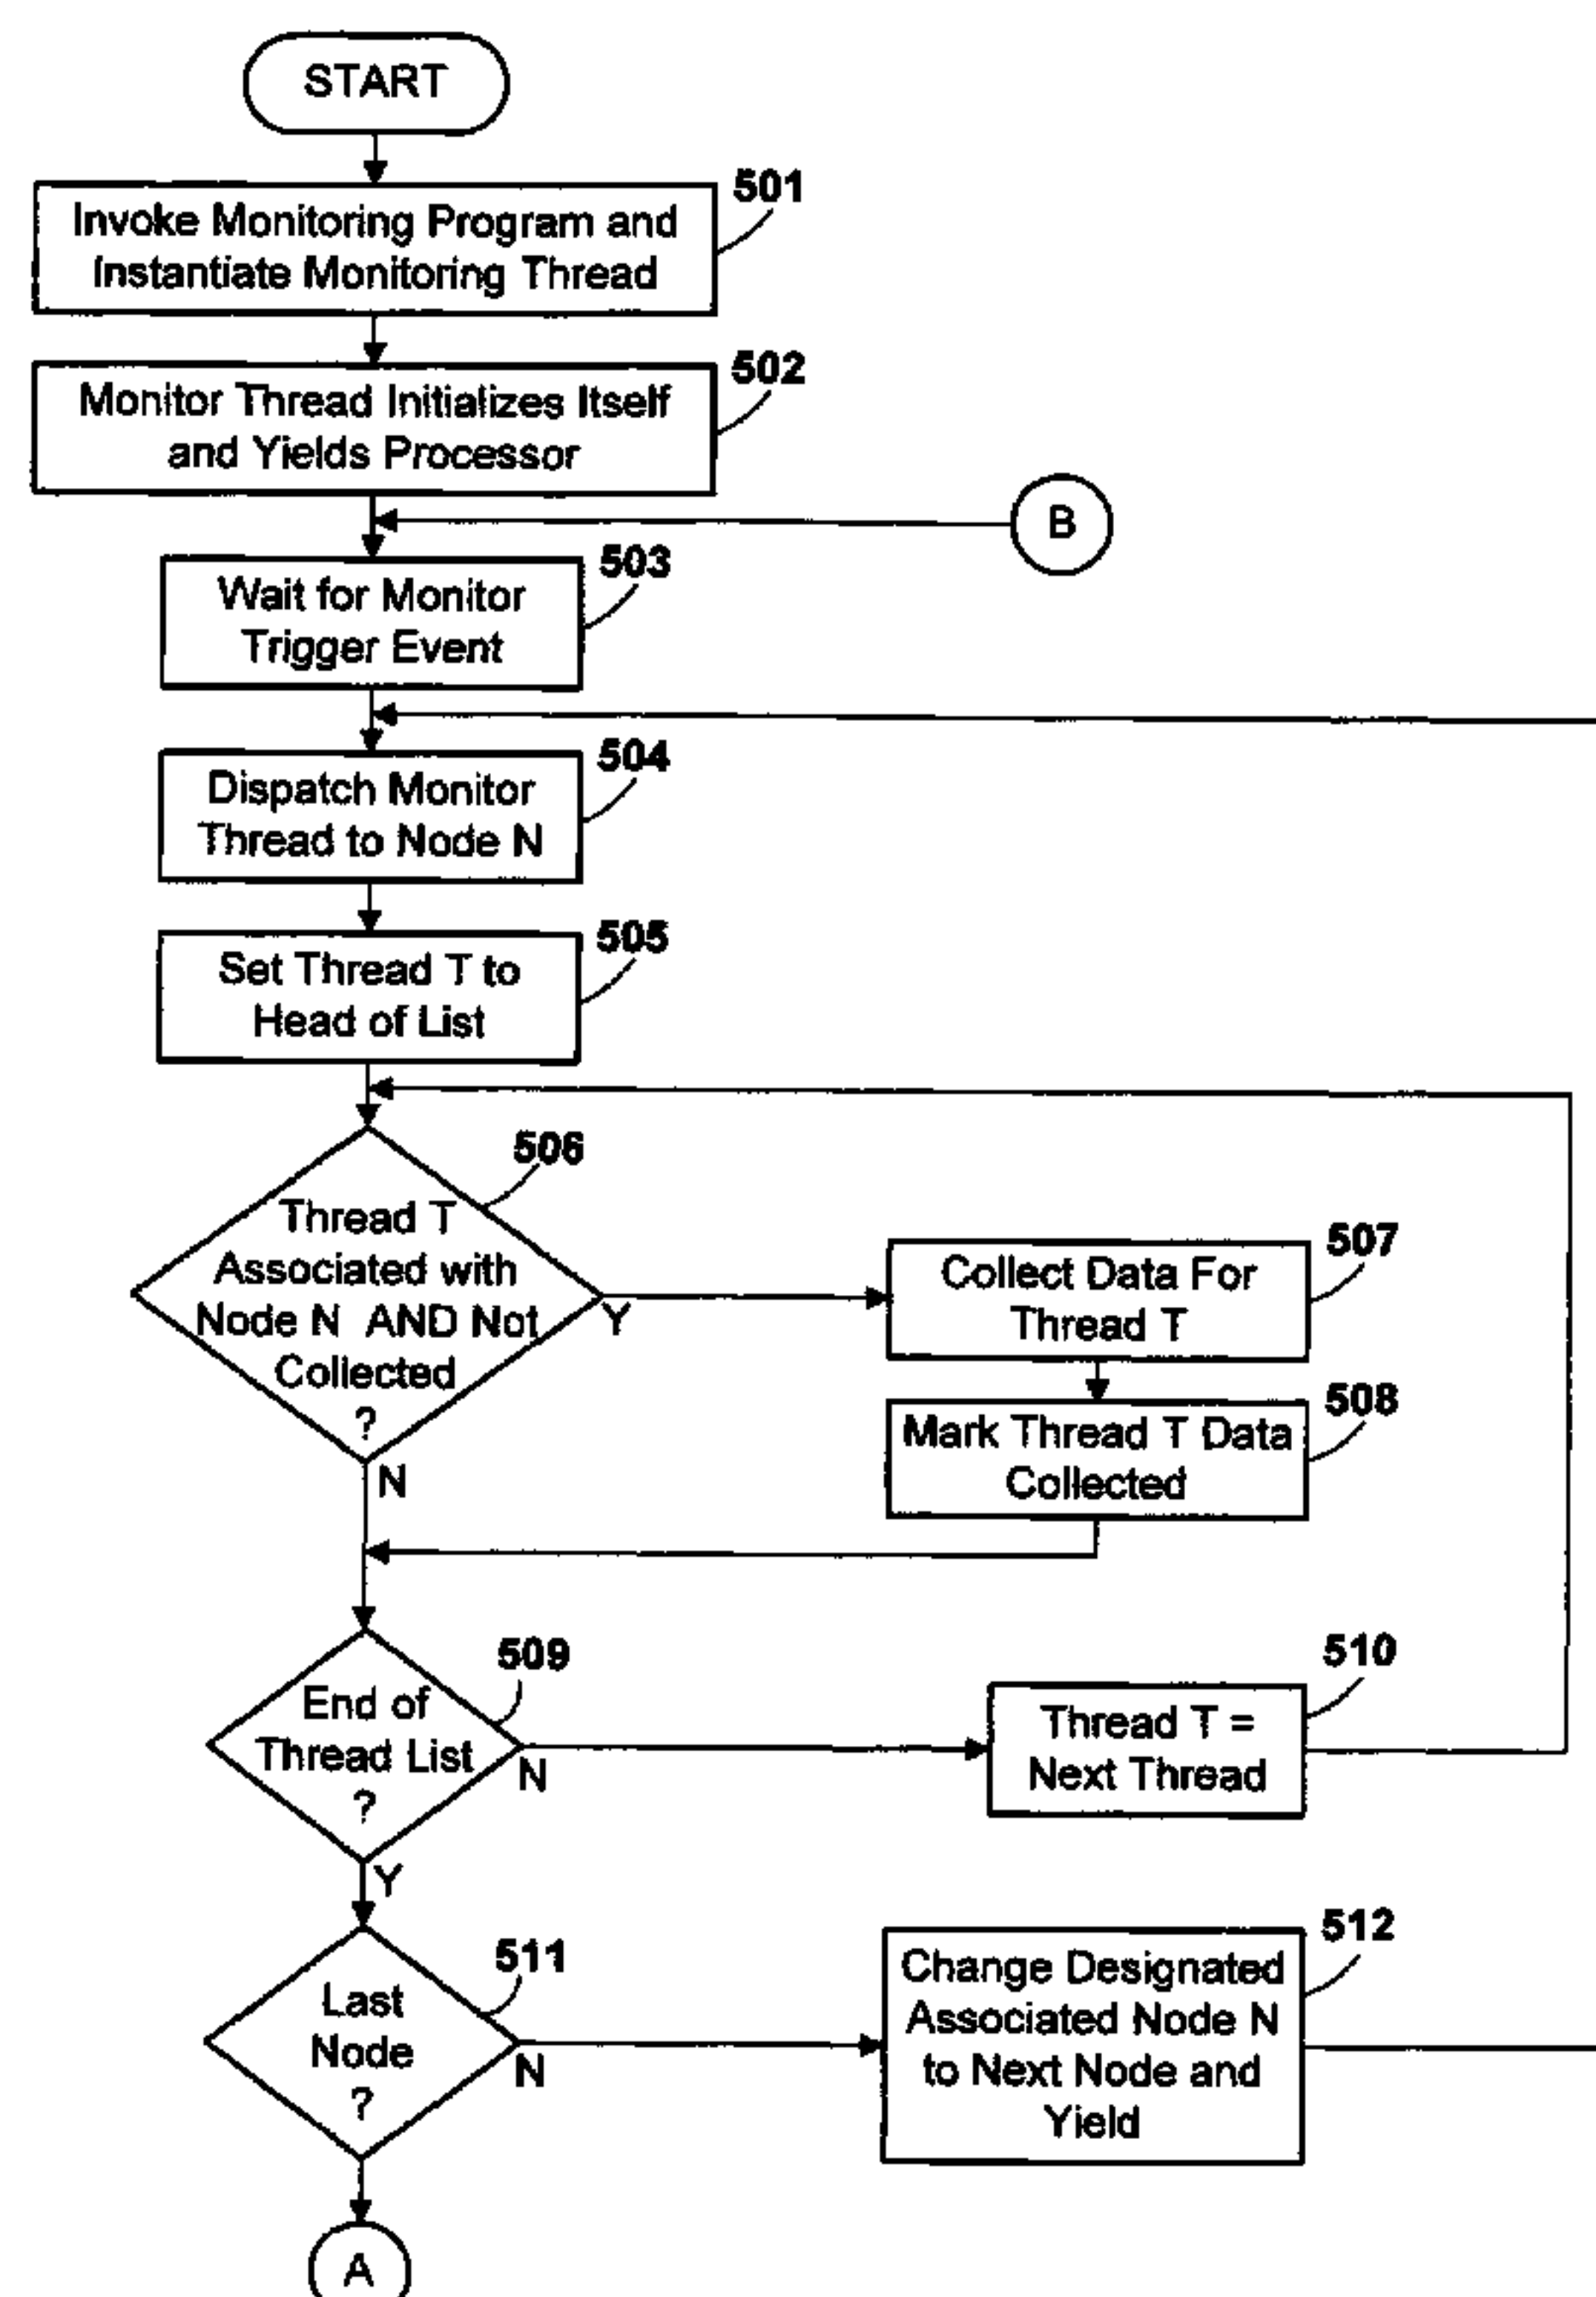 START
501
Invoke Monitoring Program and
Instantiate Monitoring Thread
502
Monitor Thread Initializes Itself
and Yields Processor
B
503
Wait for Monitor
Trigger Event
504
Dispatch Monitor
Thread to Node N
505
Set Thread T to
Head of List
506
Thread T
Associated with
Node N AND Not
Collected
?
Y
N
507
Collect Data For
Thread T
508
Mark Thread T Data
Collected
509
End of
Thread List
?
N
Y
510
Thread T =
Next Thread
511
Last
Node
?
N
512
Change Designated
Associated Node N
to Next Node and
Yield
A